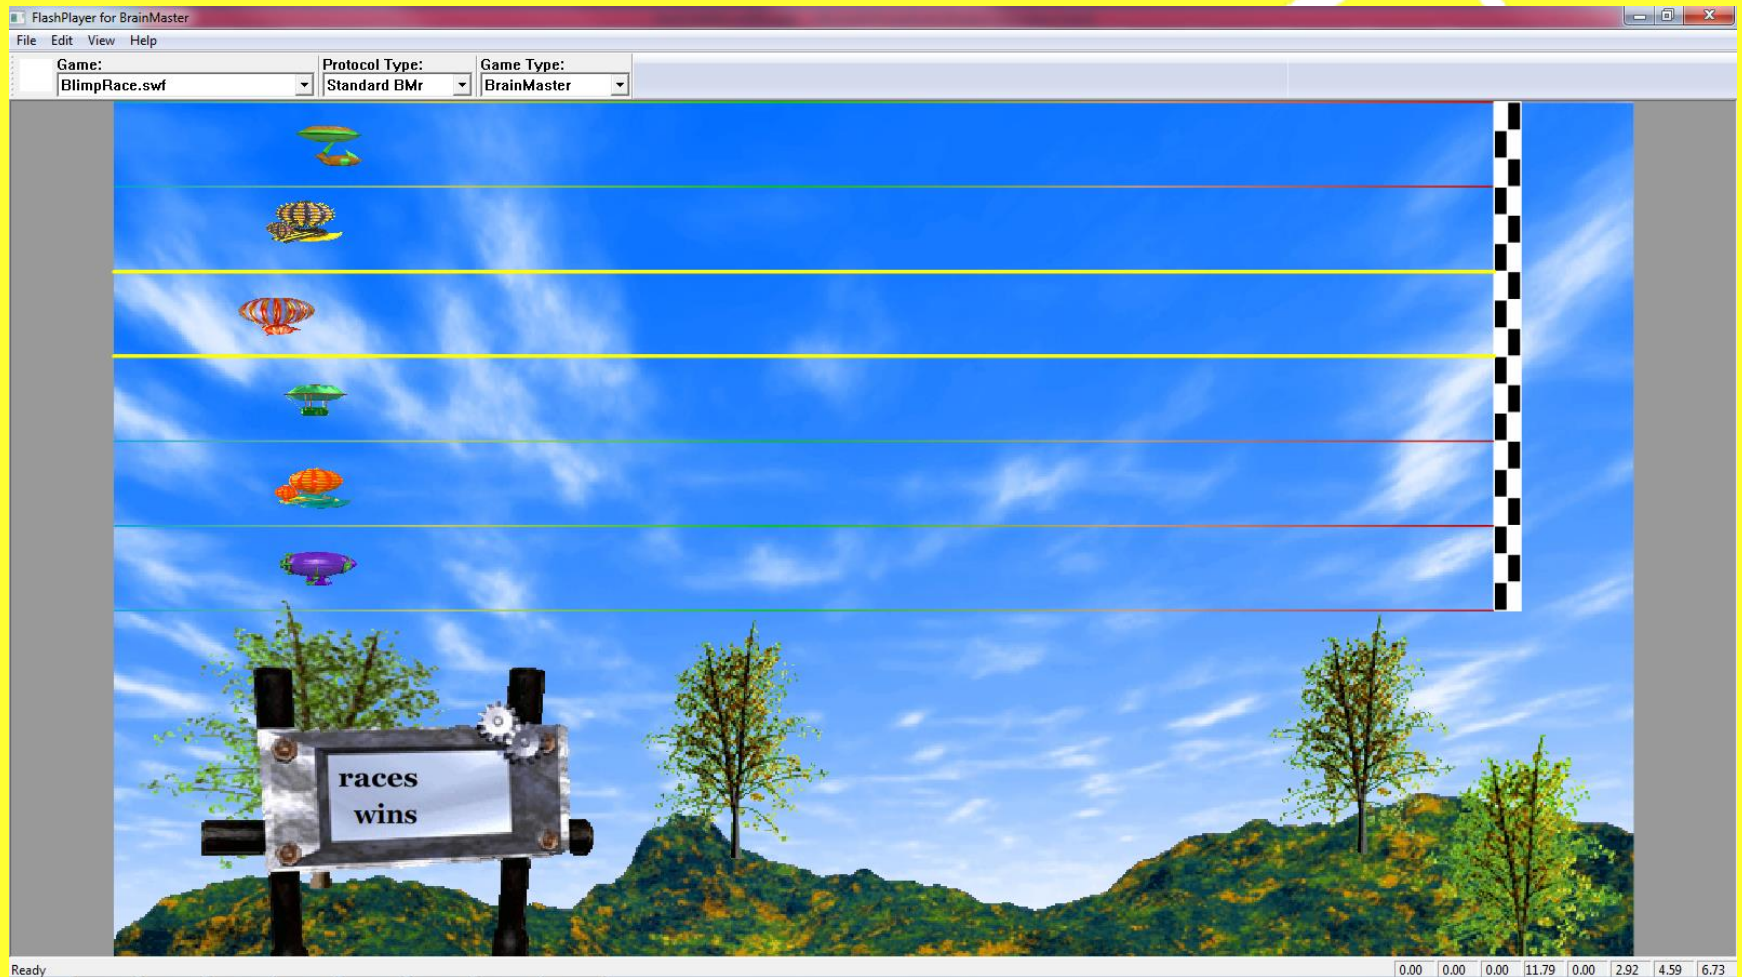 FlashPlayer for BrainMaster
File Edit View Help
Game: Protocol Type: Game Type:
BlimpRace.swf Standard BMr BrainMaster
races
wins
Ready 0.00 0.00 0.00 11.79 0.00 2.92 4.59 6.73